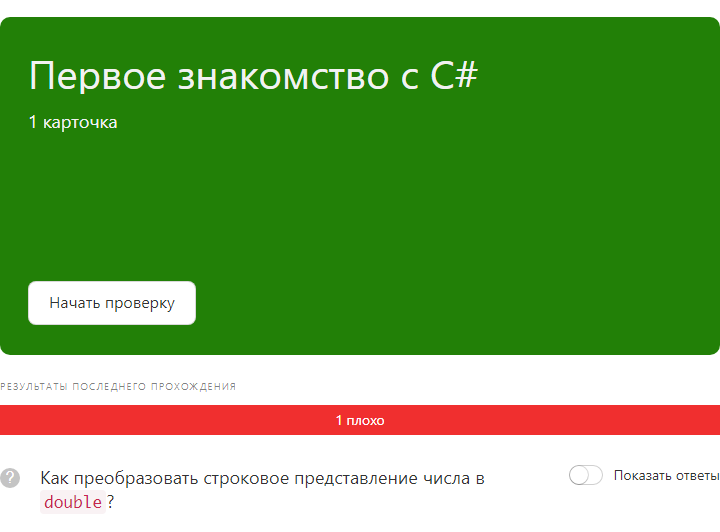 Первое знакомство с C#
1 карточка
Начать проверку
РЕЗУЛЬТАТЫ ПОСЛЕДНЕГО ПРОХОЖДЕНИЯ
1 плохо
?
Как преобразовать строковое представление числа в
double?
Показать ответы